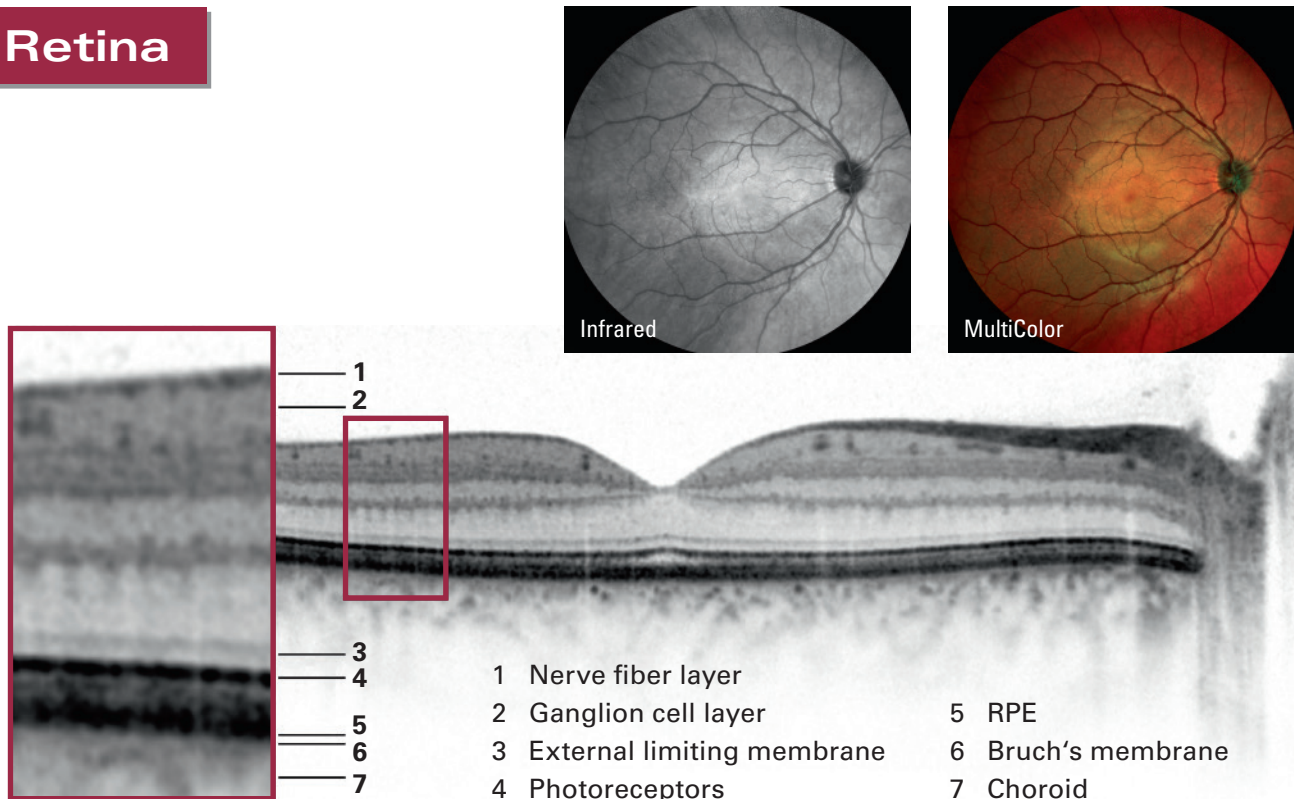 Retina
Infrared
MultiColor
1
2
3
4
5
6
7
1 Nerve fiber layer
2 Ganglion cell layer
3 External limiting membrane
4 Photoreceptors
5 RPE
6 Bruch‘s membrane
7 Choroid